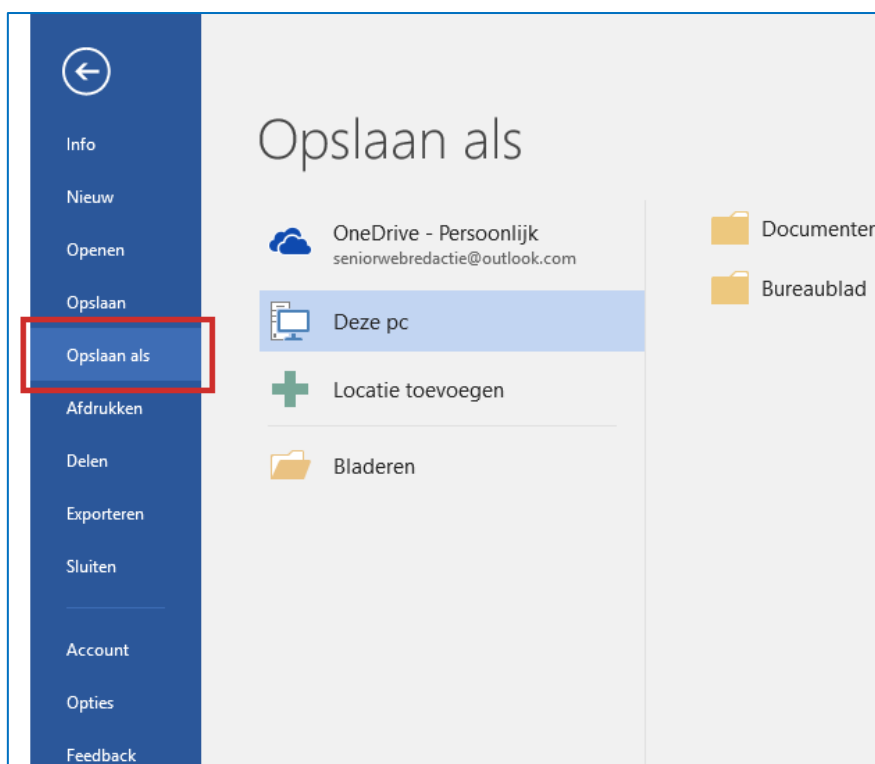 Info
Nieuw
Openen
Opslaan
Opslaan als
Afdrukken
Delen
Exporteren
Sluiten
Account
Opties
Feedback
Opslaan als
OneDrive - Persoonlijk
seniorwebredactie@outlook.com
Deze pc
Locatie toevoegen
Bladeren
Documenten
Bureaublad